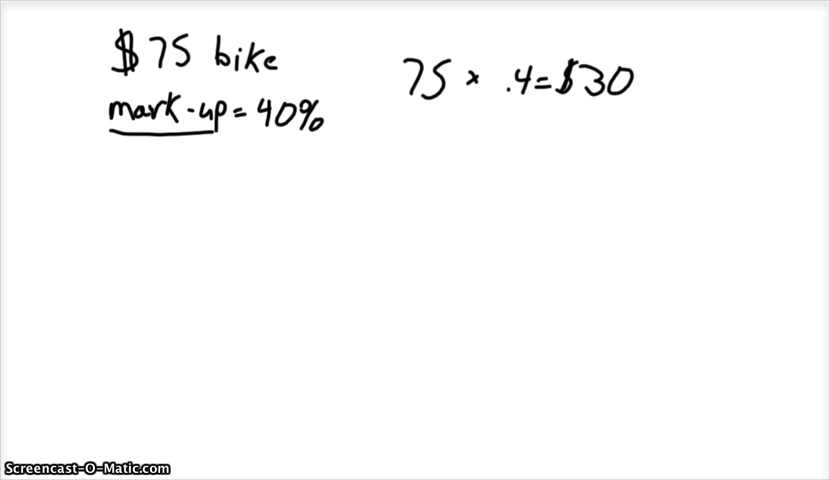 $75 bike
mark-up = 40%
75 × .4 = $30
Screencast-O-Matic.com